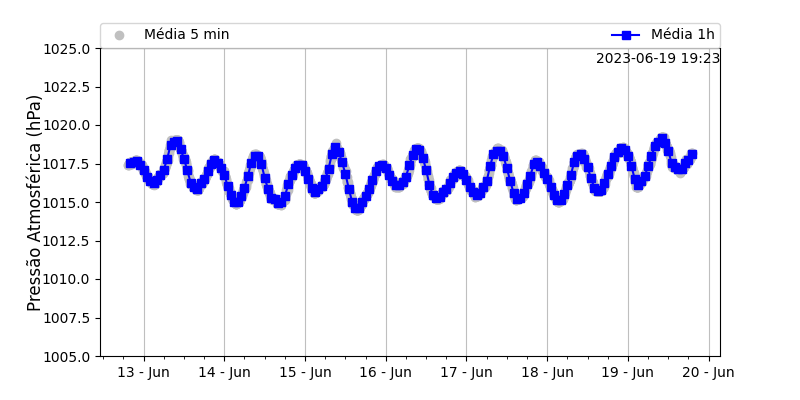 Média 5 min
Média 1h
2023-06-19 19:23
Pressão Atmosférica (hPa)
1025.0
1022.5
1020.0
1017.5
1015.0
1012.5
1010.0
1007.5
1005.0
13 - Jun
14 - Jun
15 - Jun
16 - Jun
17 - Jun
18 - Jun
19 - Jun
20 - Jun